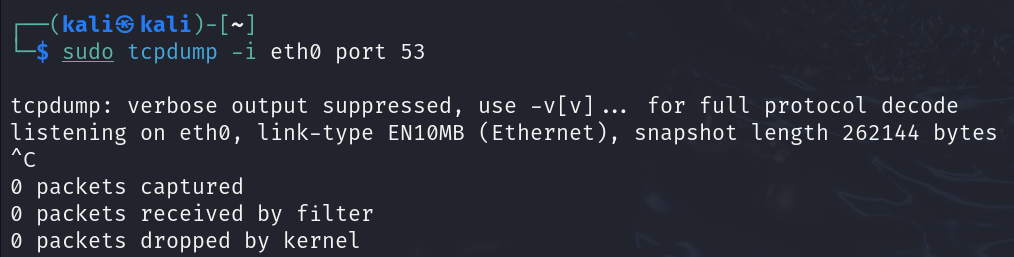 ┌──(kali㉿kali)-[~]
└─$ sudo tcpdump -i eth0 port 53
tcpdump: verbose output suppressed, use -v[v]... for full protocol decode
listening on eth0, link-type EN10MB (Ethernet), snapshot length 262144 bytes
^C
0 packets captured
0 packets received by filter
0 packets dropped by kernel